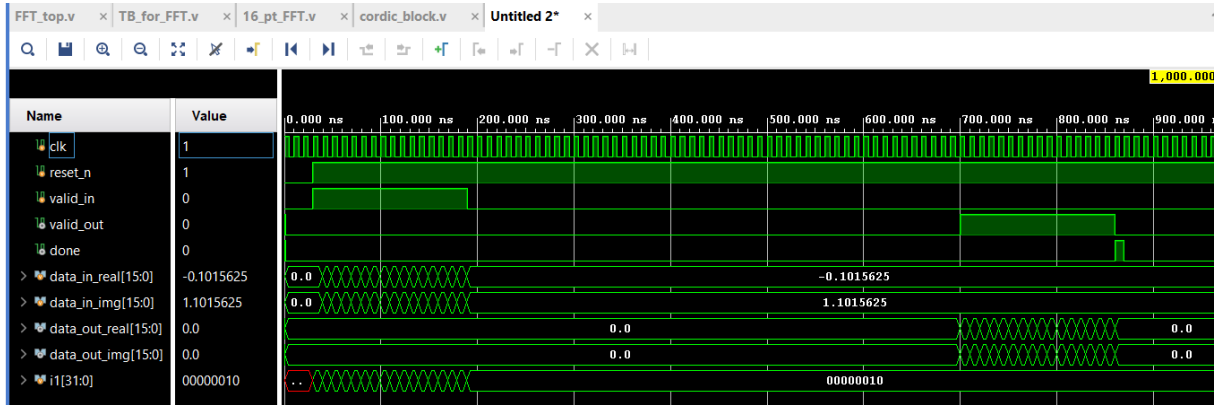 FFT_top.v × TB_for_FFT.v × 16_pt_FFT.v × cordic_block.v × Untitled 2* ×
1,000.000
Name Value
0.000 ns 100.000 ns 200.000 ns 300.000 ns 400.000 ns 500.000 ns 600.000 ns 700.000 ns 800.000 ns 900.000
clk 1
reset_n 1
valid_in 0
valid_out 0
done 0
data_in_real[15:0] -0.1015625 0.0 -0.1015625
data_in_img[15:0] 1.1015625 0.0 1.1015625
data_out_real[15:0] 0.0 0.0 0.0
data_out_img[15:0] 0.0 0.0 0.0
i1[31:0] 00000010 .. 00000010